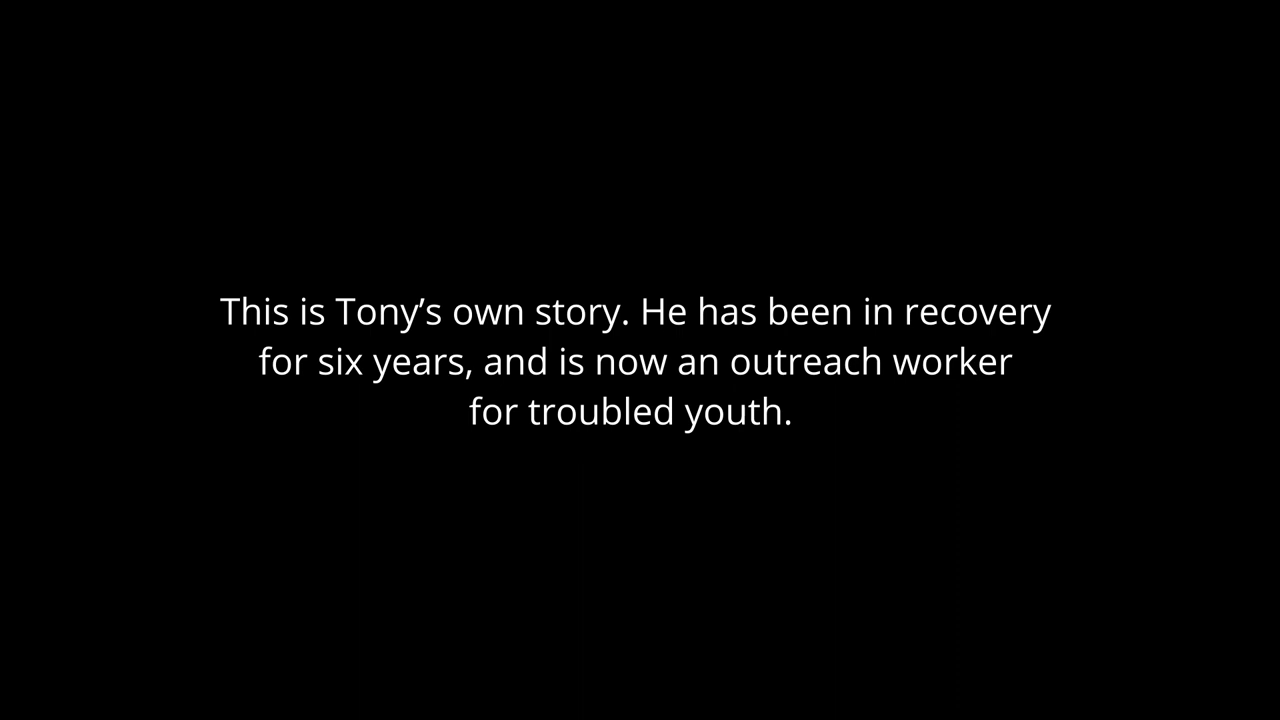 This is Tony’s own story. He has been in recovery
for six years, and is now an outreach worker
for troubled youth.